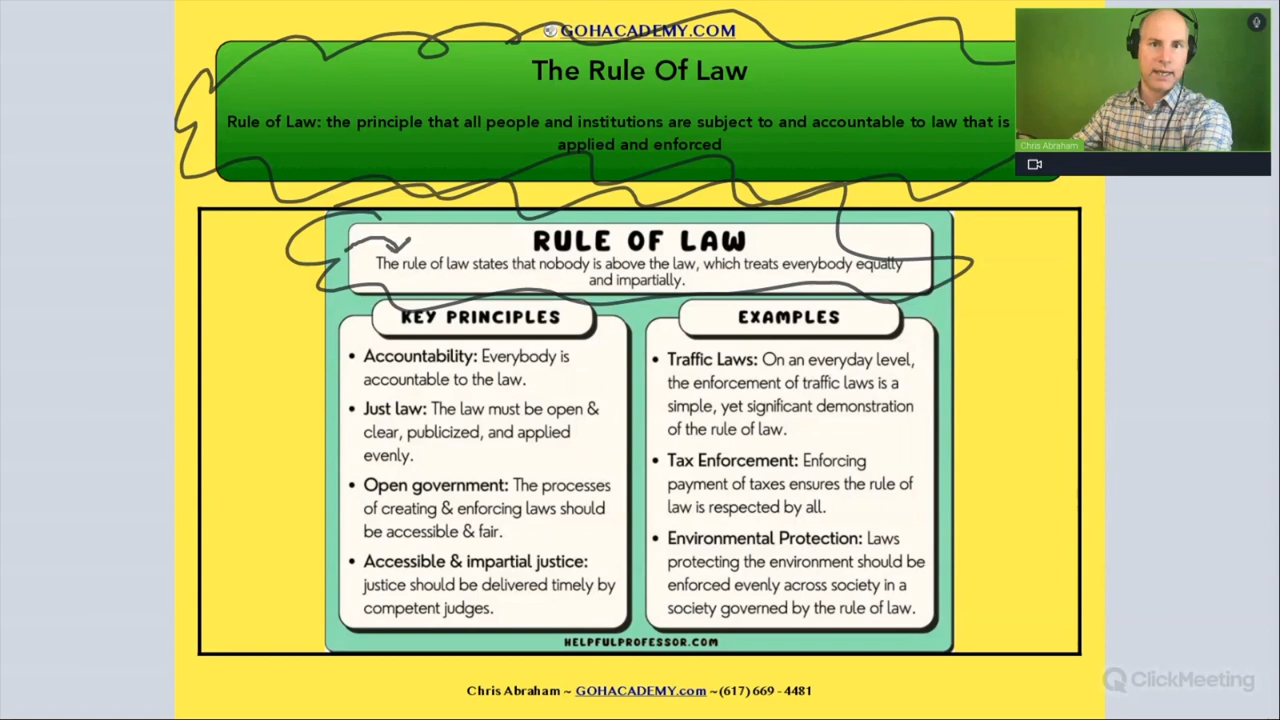 GOHACADEMY.COM
The Rule Of Law
Rule of Law: the principle that all people and institutions are subject to and accountable to law that is
applied and enforced
Chris Abraham
RULE OF LAW
The rule of law states that nobody is above the law, which treats everybody equally
and impartially.
KEY PRINCIPLES
• Accountability: Everybody is
accountable to the law.
• Just law: The law must be open &
clear, publicized, and applied
evenly.
• Open government: The processes
of creating & enforcing laws should
be accessible & fair.
• Accessible & impartial justice:
justice should be delivered timely by
competent judges.
EXAMPLES
• Traffic Laws: On an everyday level,
the enforcement of traffic laws is a
simple, yet significant demonstration
of the rule of law.
• Tax Enforcement: Enforcing
payment of taxes ensures the rule of
law is respected by all.
• Environmental Protection: Laws
protecting the environment should be
enforced evenly across society in a
society governed by the rule of law.
HELPFULPROFESSOR.COM
Chris Abraham ~ GOHACADEMY.com ~(617) 669 - 4481
ClickMeeting